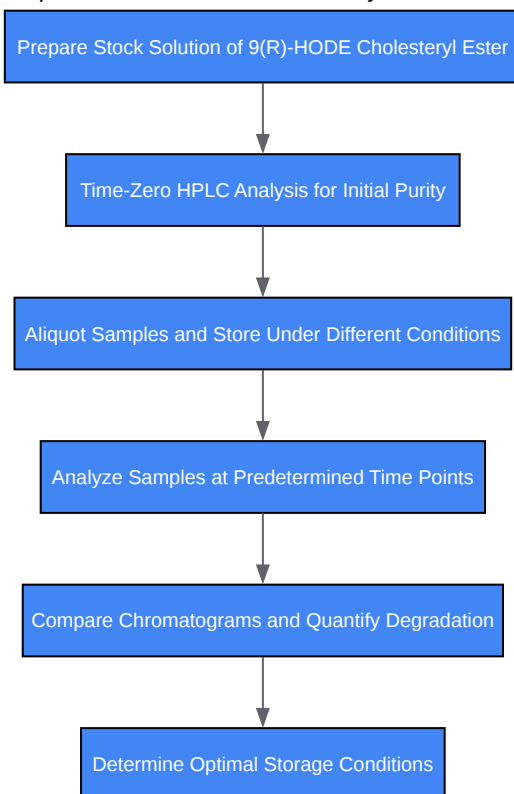 Prepare Stock Solution of 9(R)-HODE Cholesteryl Ester
Time-Zero HPLC Analysis for Initial Purity
Aliquot Samples and Store Under Different Conditions
Analyze Samples at Predetermined Time Points
Compare Chromatograms and Quantify Degradation
Determine Optimal Storage Conditions